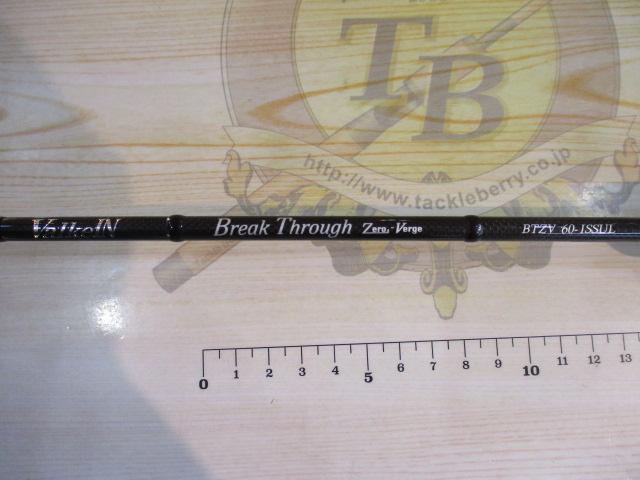 TB
http://www.tackleberry.co.jp
ValkeIN Break Through Zero-Verge BTZV 60-1SSUL
0 1 2 3 4 5 6 7 8 9 10 11 12 13